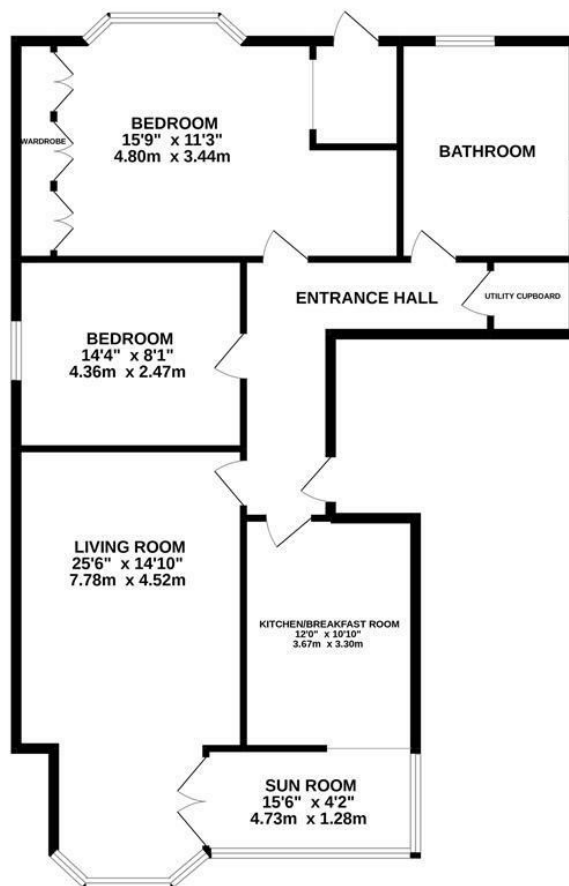 BEDROOM
15'9" x 11'3"
4.80m x 3.44m
WARDROBE
BATHROOM
ENTRANCE HALL
UTILITY CUPBOARD
BEDROOM
14'4" x 8'1"
4.36m x 2.47m
LIVING ROOM
25'6" x 14'10"
7.78m x 4.52m
KITCHEN/BREAKFAST ROOM
12'0" x 10'10"
3.67m x 3.30m
SUN ROOM
15'6" x 4'2"
4.73m x 1.28m